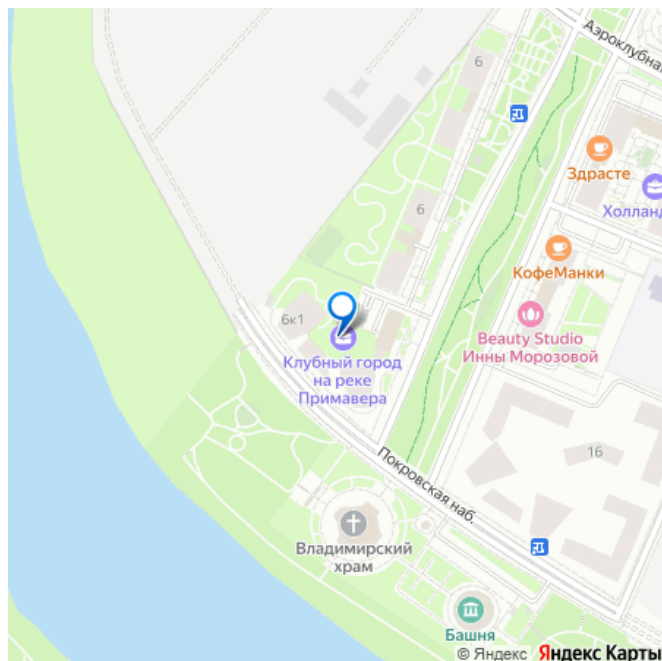 Аэроклубная
6
Здрасте
Холланд
6
КофеМанки
6к1
Beauty Studio
Инны Морозовой
Клубный город
на реке
Примавера
16
Покровская наб.
Владимирский
храм
Башня
© Яндекс Яндекс Карты